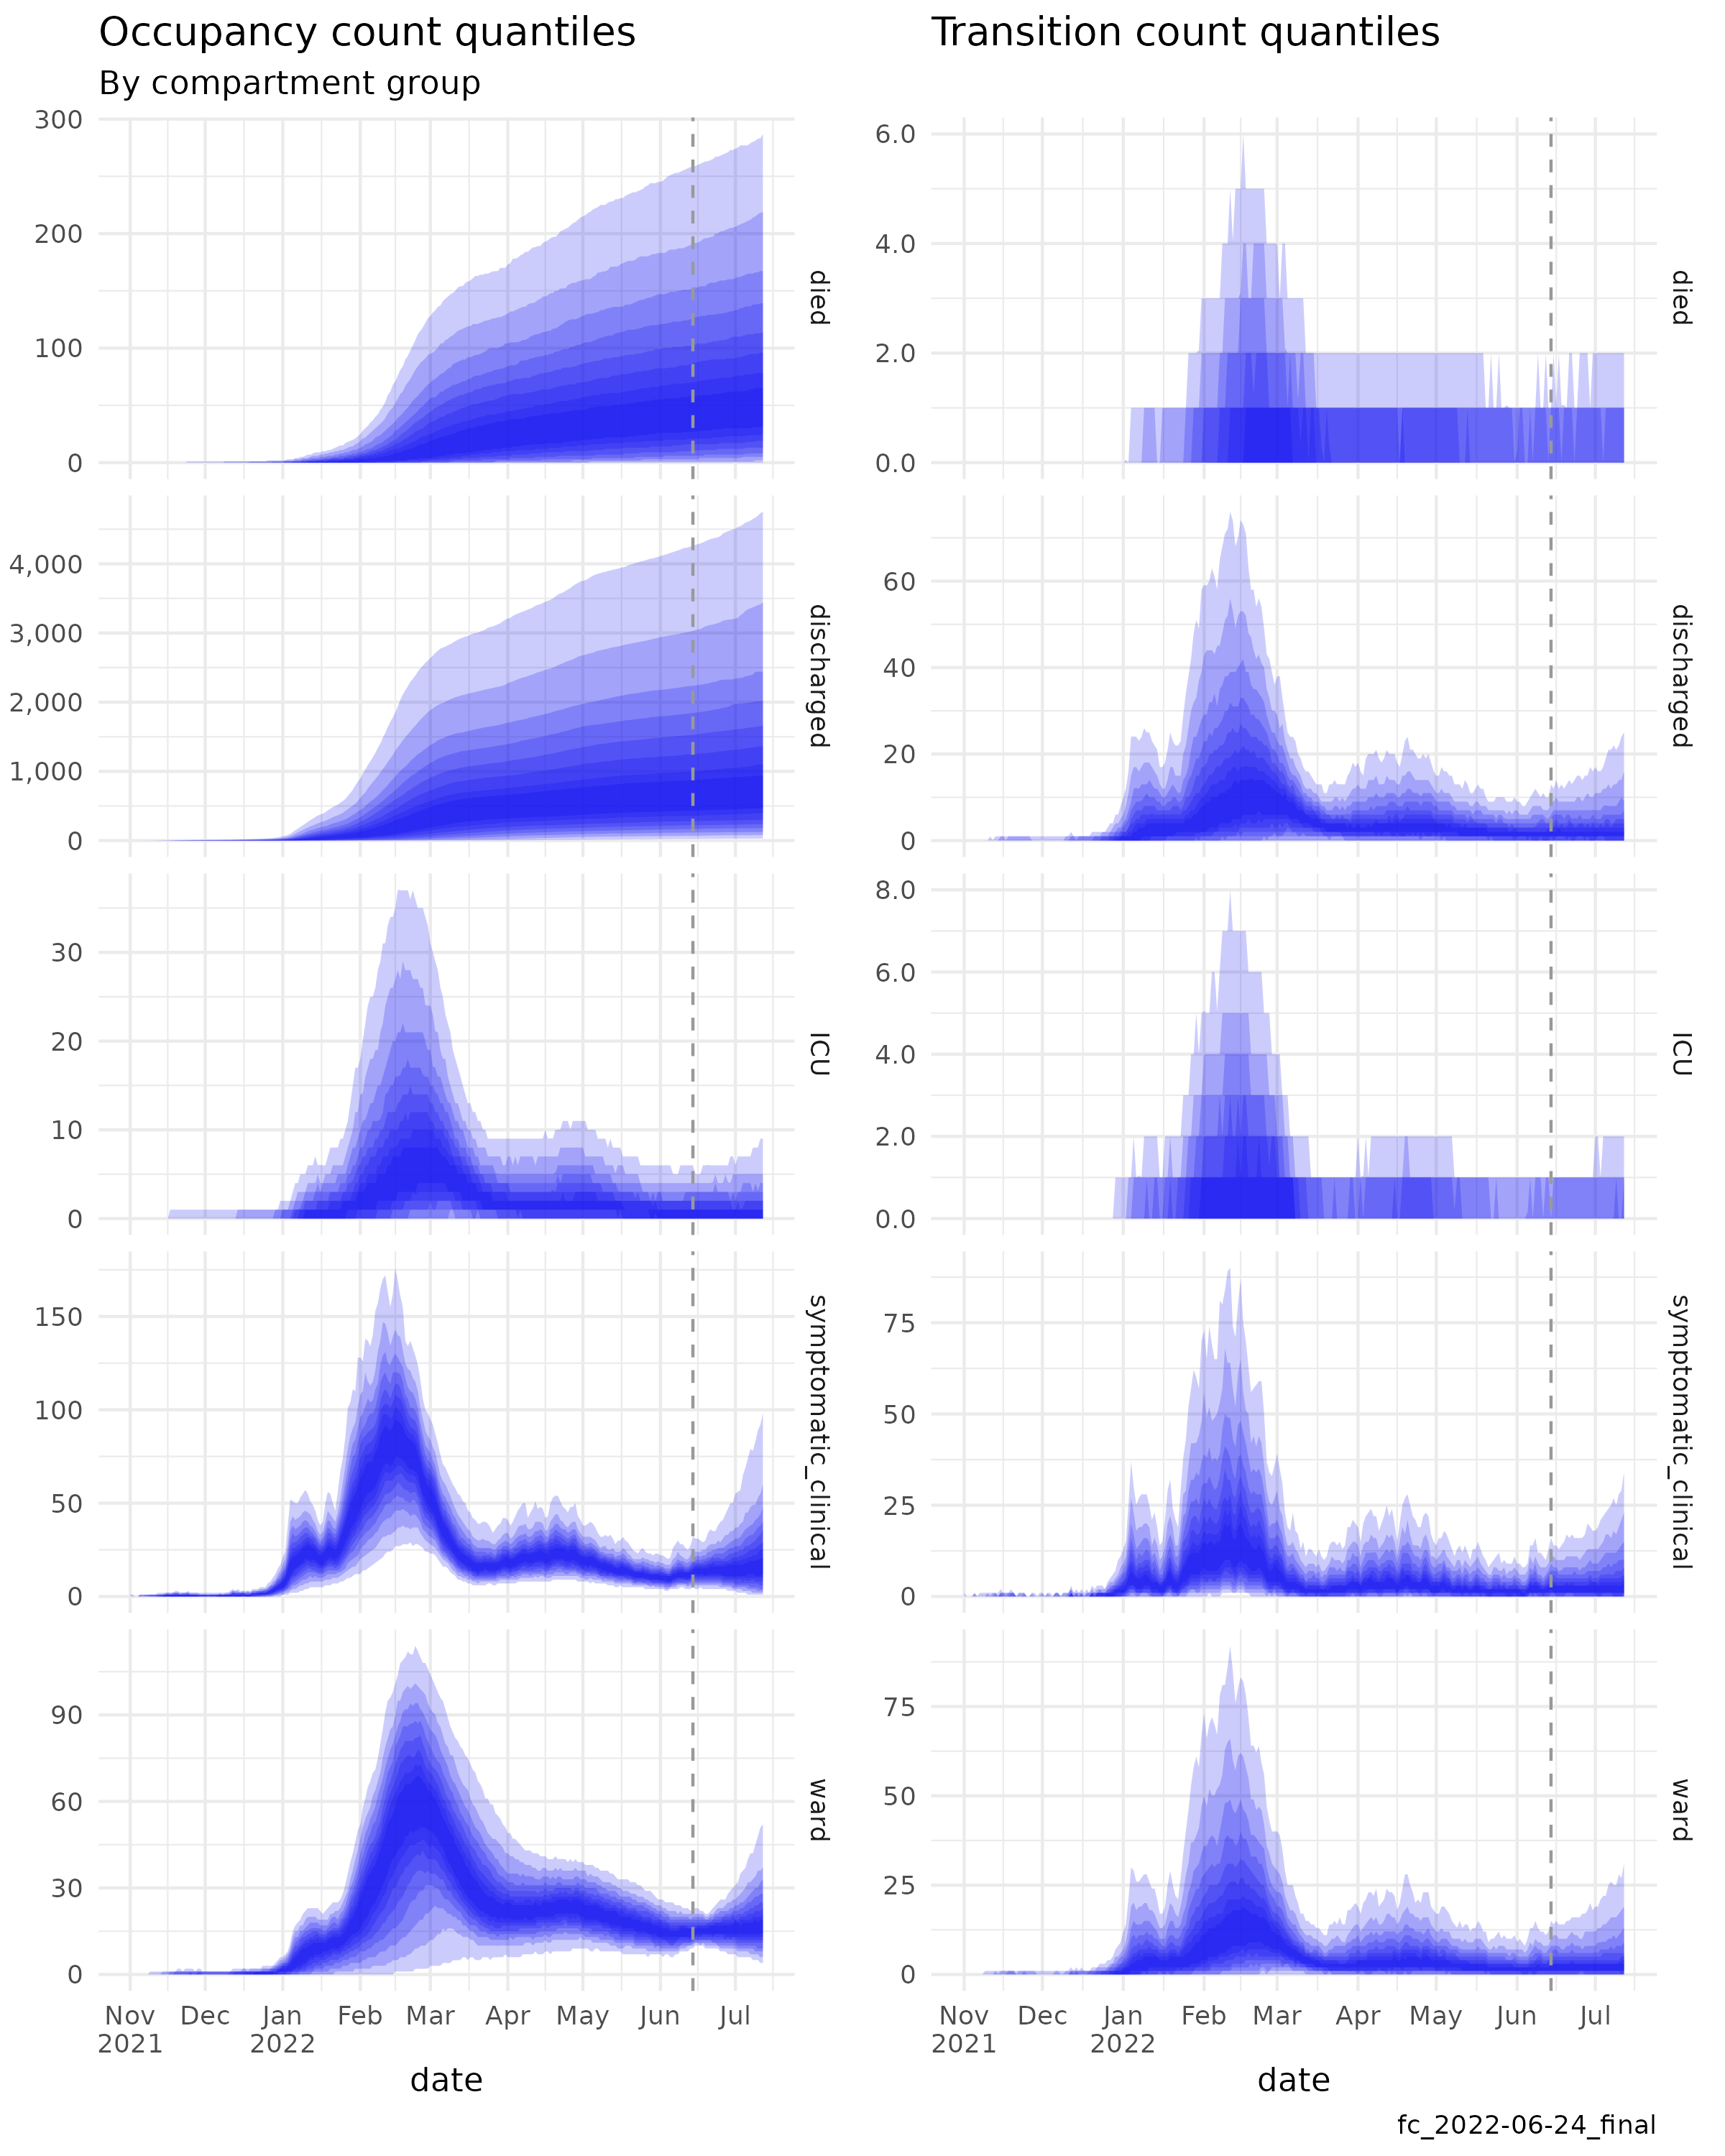 Occupancy count quantiles
By compartment group
300
200
100
0
died
4,000
3,000
2,000
1,000
0
discharged
30
20
10
0
ICU
150
100
50
0
symptomatic_clinical
90
60
30
0
ward
Nov Dec Jan Feb Mar Apr May Jun Jul
2021 2022
date
Transition count quantiles
6.0
4.0
2.0
0.0
died
60
40
20
0
discharged
8.0
6.0
4.0
2.0
0.0
ICU
75
50
25
0
symptomatic_clinical
75
50
25
0
ward
Nov Dec Jan Feb Mar Apr May Jun Jul
2021 2022
date
fc_2022-06-24_final